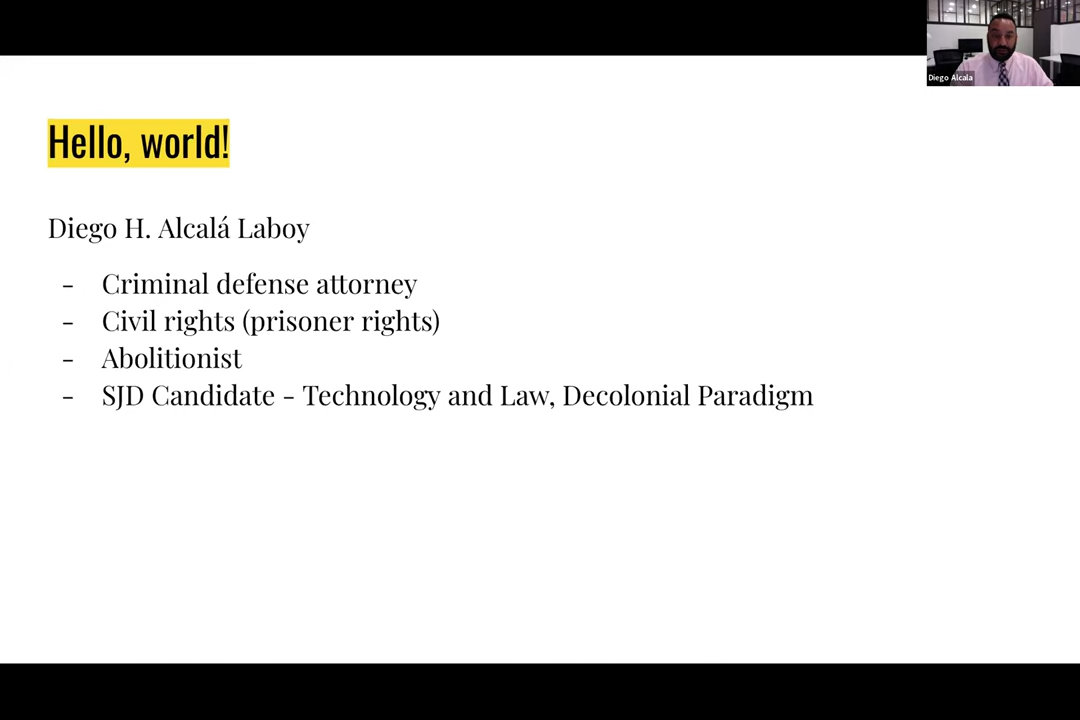 Diego Alcala
Hello, world!
Diego H. Alcalá Laboy
- Criminal defense attorney
- Civil rights (prisoner rights)
- Abolitionist
- SJD Candidate - Technology and Law, Decolonial Paradigm